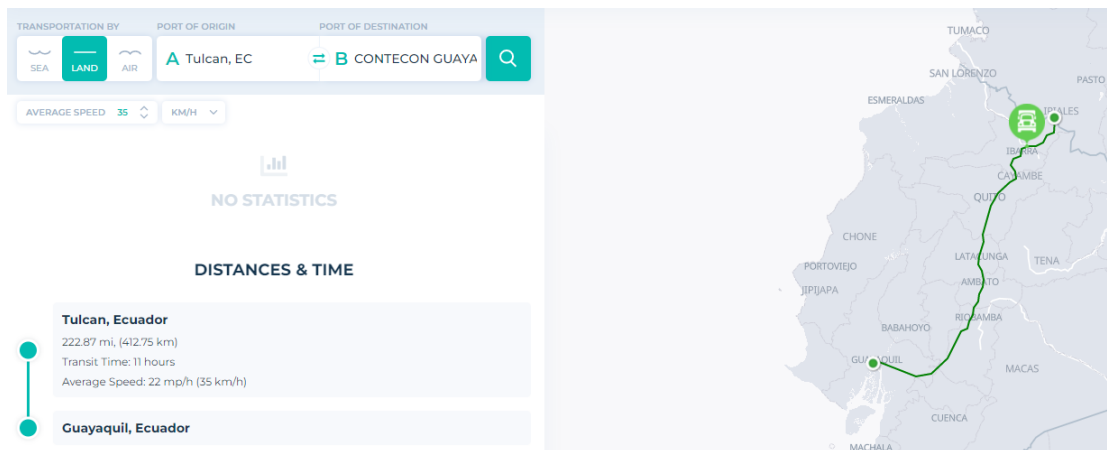 TRANSPORTATION BY PORT OF ORIGIN PORT OF DESTINATION
SEA LAND AIR A Tulcan, EC B CONTECON GUAYA
AVERAGE SPEED 35 KM/H
NO STATISTICS
DISTANCES & TIME
Tulcan, Ecuador
222.87 mi, (412.75 km)
Transit Time: 11 hours
Average Speed: 22 mp/h (35 km/h)
Guayaquil, Ecuador
TUMACO
SAN LORENZO
PASTO
ESMERALDAS
IPIALES
IBARRA
CAYAMBE
QUITO
CHONE
LATACUNGA
TENA
PORTOVIEJO
AMBATO
JIPIJAPA
RIOBAMBA
BABAHOYO
GUAYAQUIL
MACAS
CUENCA
MACHALA